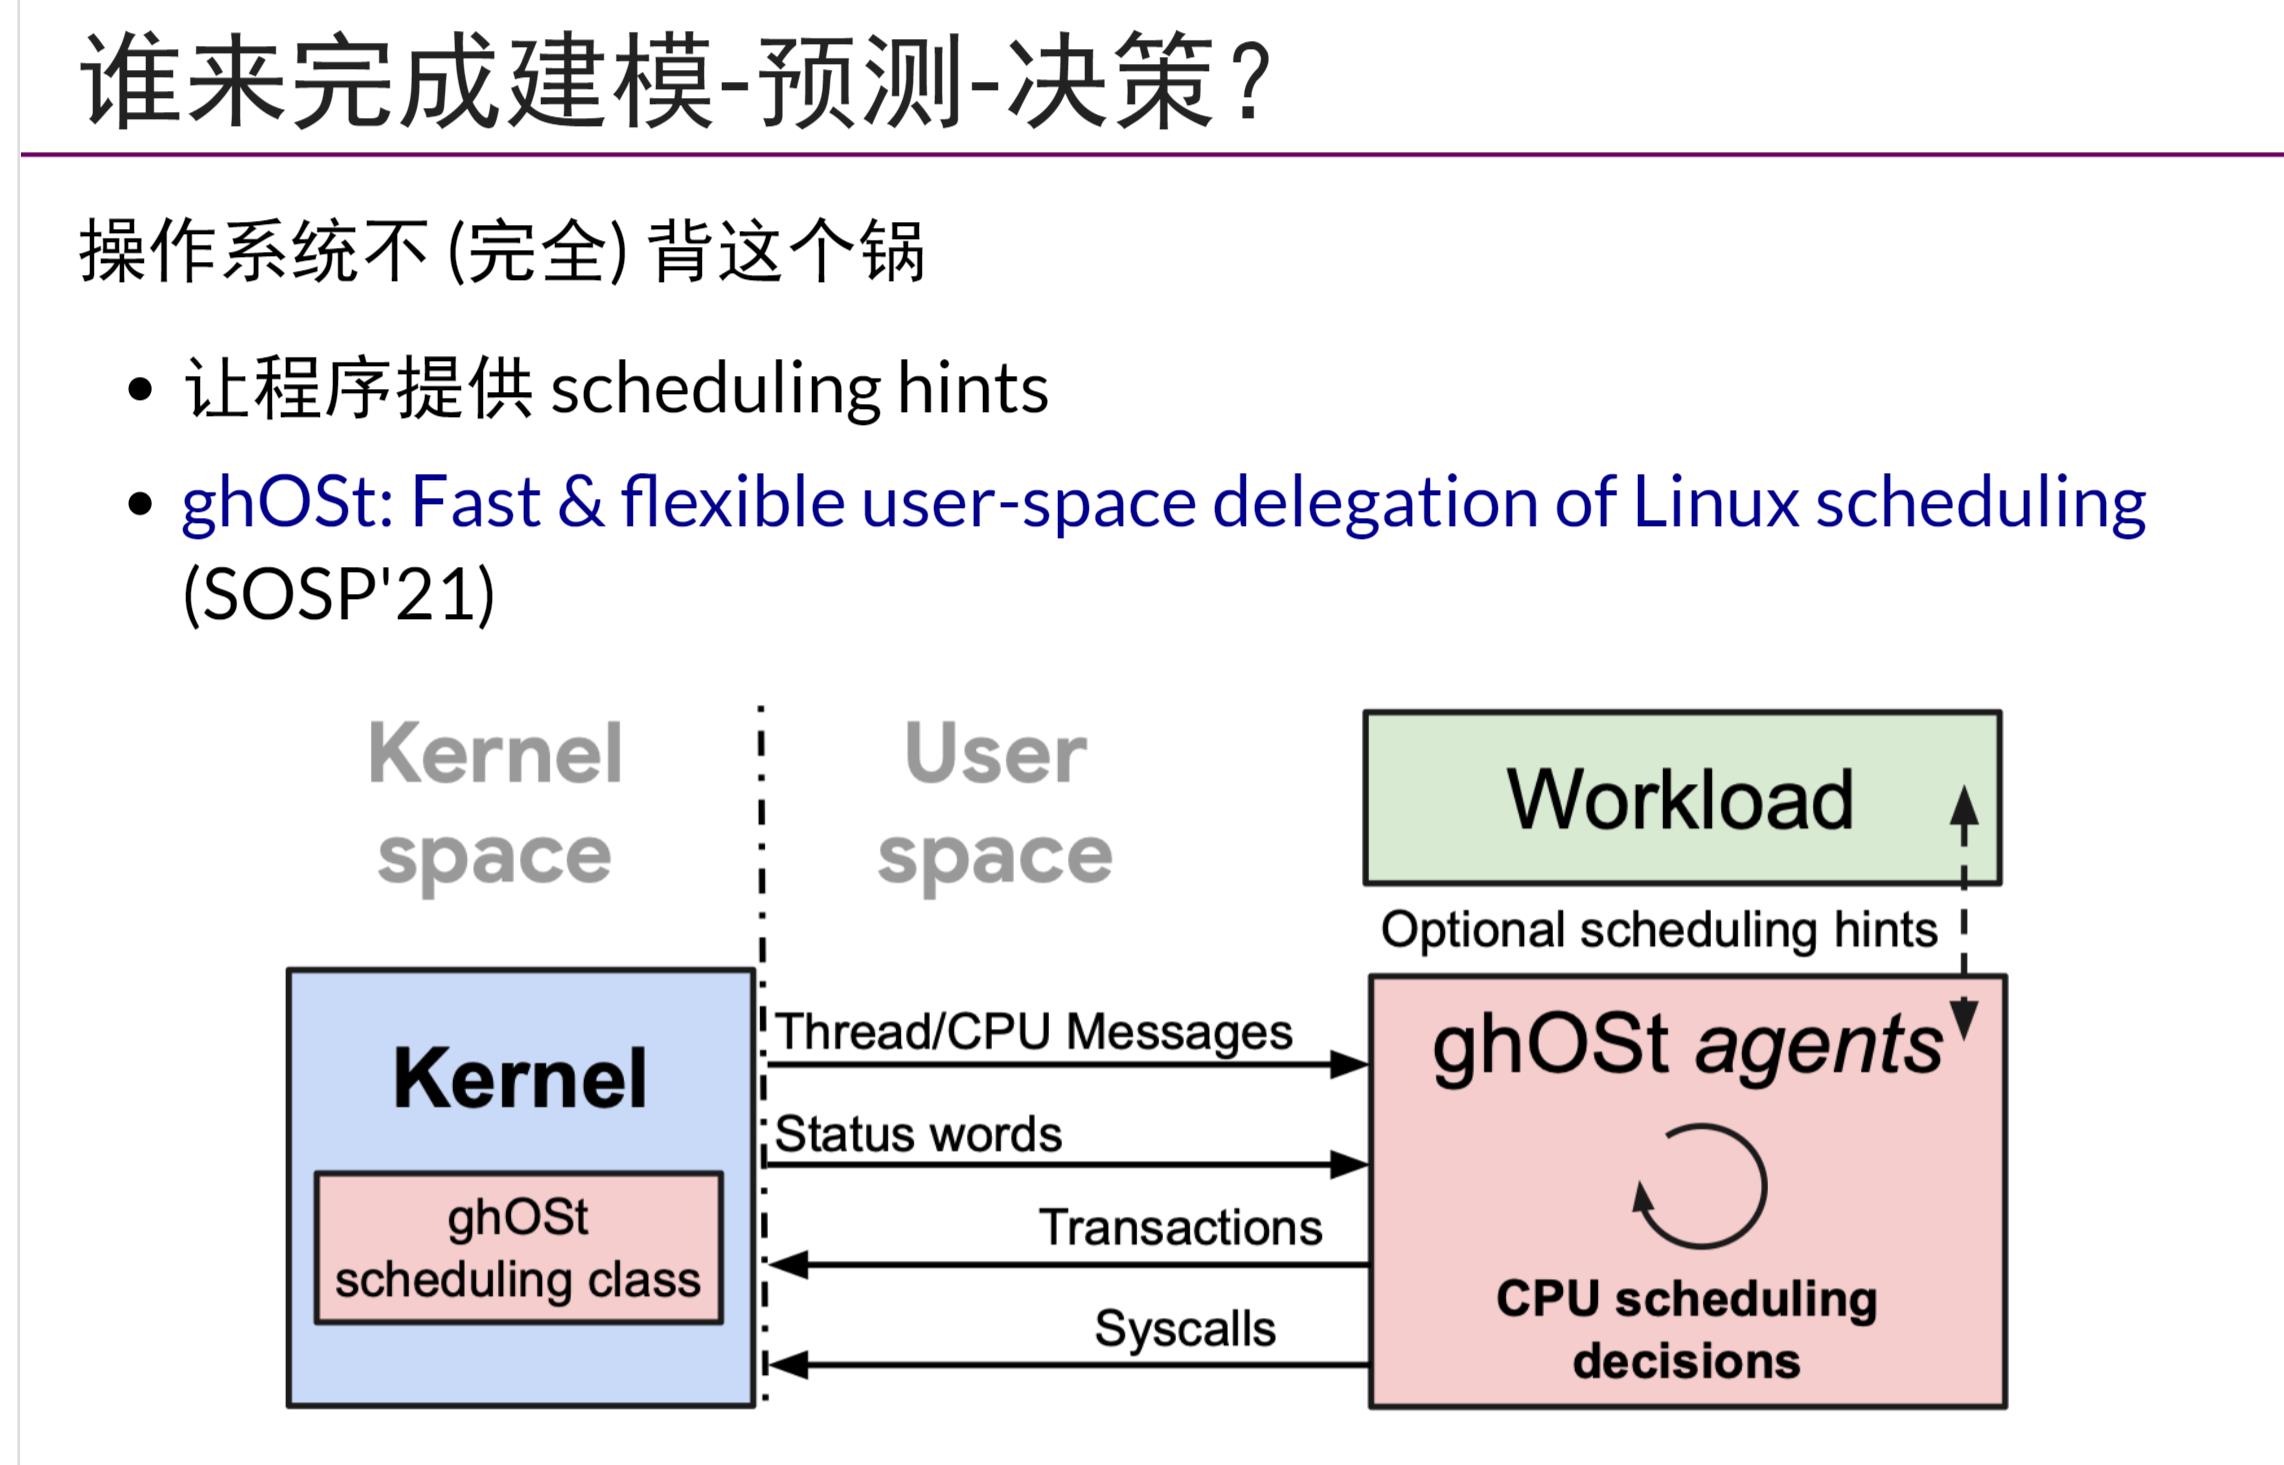 谁来完成建模-预测-决策?
操作系统不 (完全) 背这个锅
让程序提供 scheduling hints
ghOSt: Fast & flexible user-space delegation of Linux scheduling
(SOSP'21)
Kernel
space
User
space
Workload
Optional scheduling hints
Kernel
ghOSt
scheduling class
Thread/CPU Messages
Status words
Transactions
Syscalls
ghOSt agents
CPU scheduling
decisions